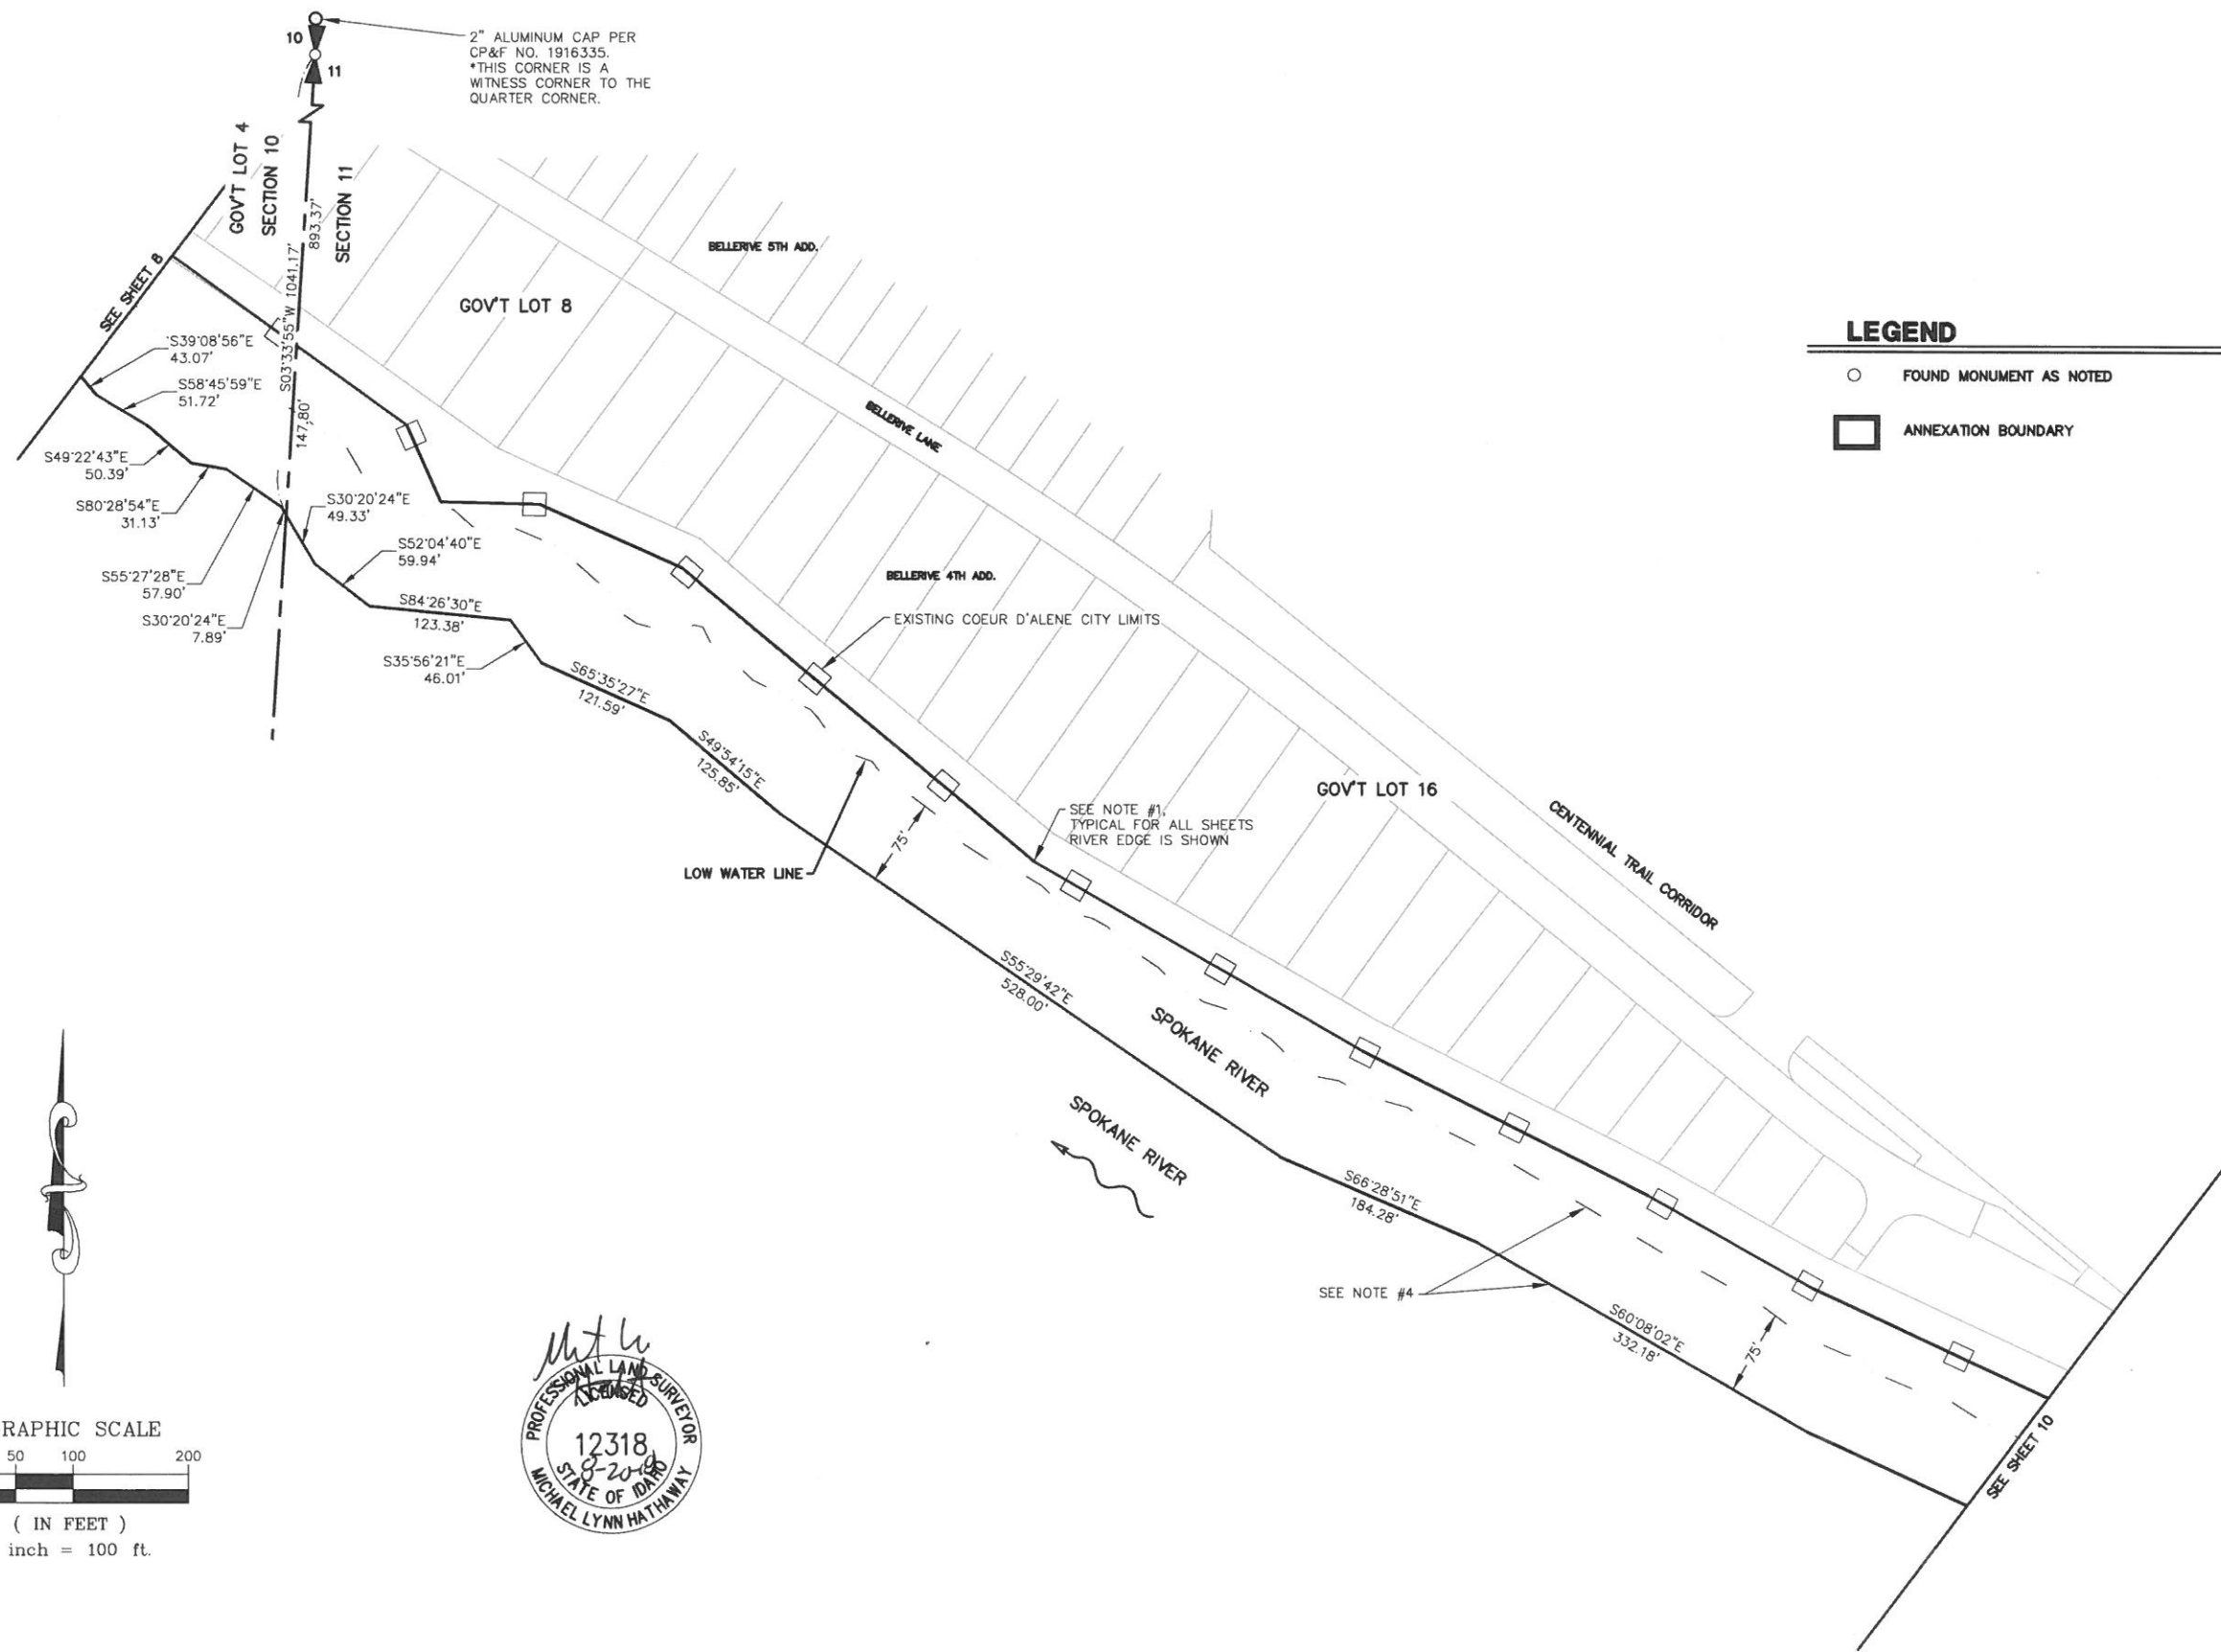 10
11
2" ALUMINUM CAP PER
CP&F NO. 1916335.
*THIS CORNER IS A
WITNESS CORNER TO THE
QUARTER CORNER.
GOV'T LOT 4
SECTION 10
SECTION 11
893.37'
S03°33'55"W 1041.17'
147.80'
SEE SHEET 8
BELLERIVE 5TH ADD.
GOV'T LOT 8
BELLERIVE LANE
LEGEND
FOUND MONUMENT AS NOTED
ANNEXATION BOUNDARY
S39°08'56"E
43.07'
S58°45'59"E
51.72'
S49°22'43"E
50.39'
S80°28'54"E
31.13'
S55°27'28"E
57.90'
S30°20'24"E
7.89'
S30°20'24"E
49.33'
S52°04'40"E
59.94'
S84°26'30"E
123.38'
S35°56'21"E
46.01'
S65°35'27"E
121.59'
S49°54'15"E
125.85'
BELLERIVE 4TH ADD.
EXISTING COEUR D'ALENE CITY LIMITS
GOV'T LOT 16
CENTENNIAL TRAIL CORRIDOR
SEE NOTE #1,
TYPICAL FOR ALL SHEETS
RIVER EDGE IS SHOWN
75'
LOW WATER LINE
S55°29'42"E
528.00'
SPOKANE RIVER
SPOKANE RIVER
S66°28'51"E
184.28'
SEE NOTE #4
S60°08'02"E
332.18'
75'
SEE SHEET 10
RAPHIC SCALE
50 100 200
( IN FEET )
inch = 100 ft.
PROFESSIONAL LAND SURVEYOR
LICENSED
12318
STATE OF IDAHO
MICHAEL LYNN HATHAWAY